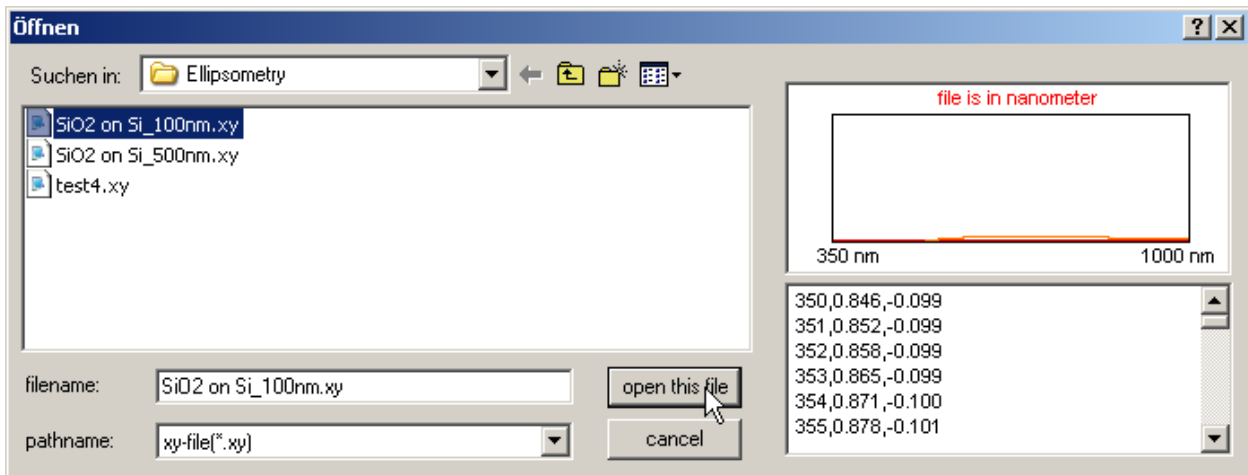 Öffnen
Suchen in: Ellipsometry
SiO2 on Si_100nm.xy
SiO2 on Si_500nm.xy
test4.xy
filename: SiO2 on Si_100nm.xy
open this file
pathname: xy-file(*.xy)
cancel
file is in nanometer
350 nm 1000 nm
350,0.846,-0.099
351,0.852,-0.099
352,0.858,-0.099
353,0.865,-0.099
354,0.871,-0.100
355,0.878,-0.101